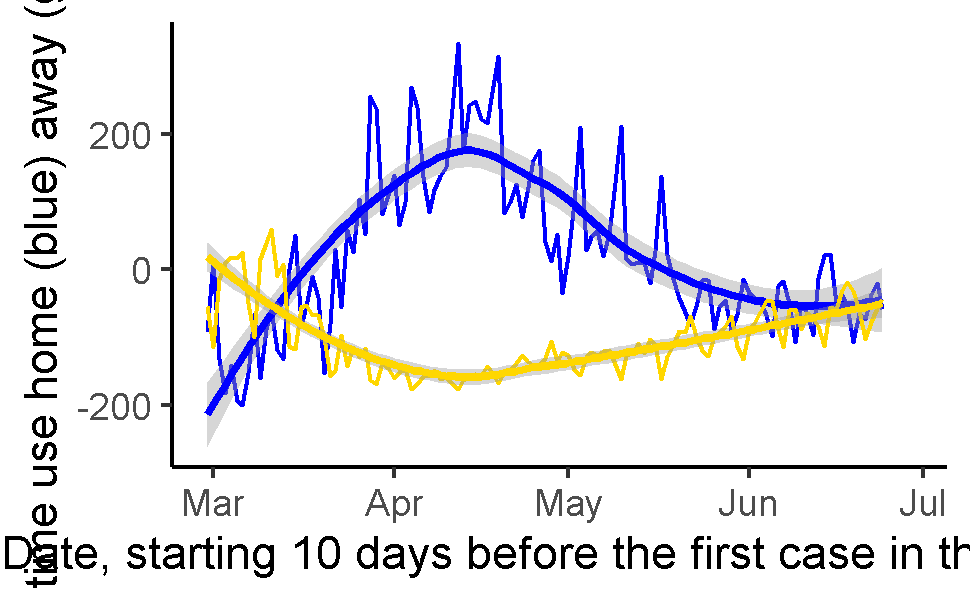 time use home (blue) away (
200
0
-200
Mar Apr May Jun Jul
Date, starting 10 days before the first case in th